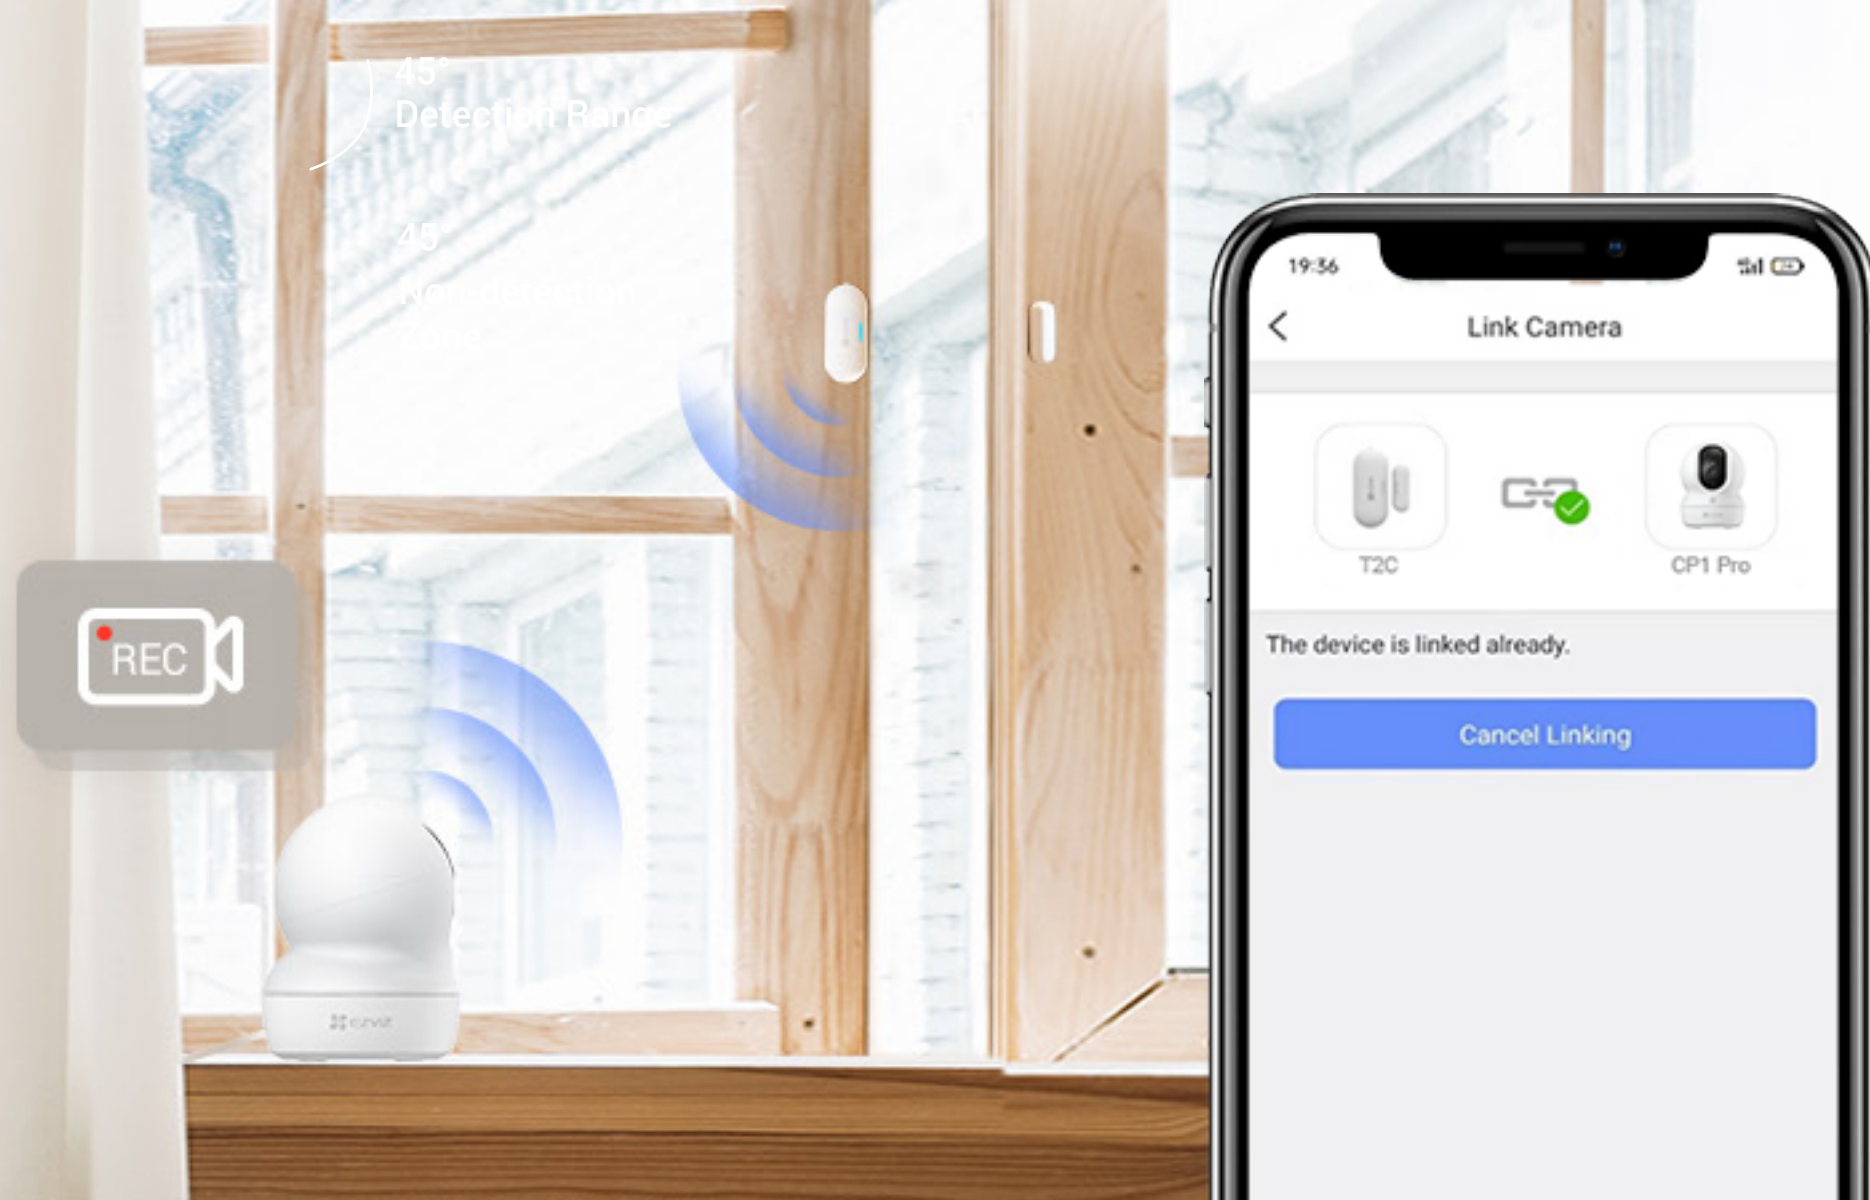 45°
Detection Range
45°
Non-detection
Zone
REC
EZVIZ
19:36
Link Camera
T2C
CP1 Pro
The device is linked already.
Cancel Linking